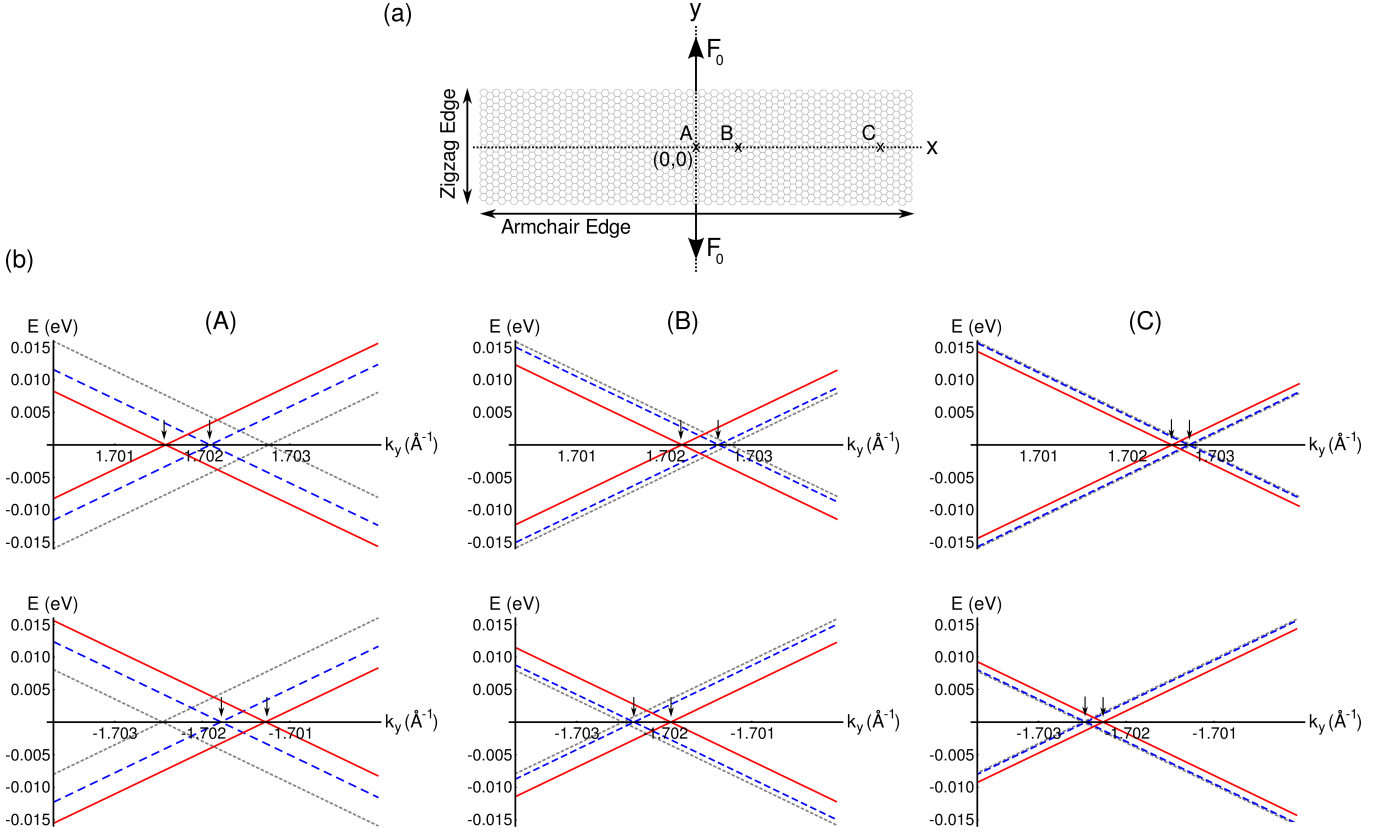 (a)
y
F0
Zigzag Edge
A B C
x x x
(0,0)
x
Armchair Edge
F0
(b)
(A) (B) (C)
E (eV) E (eV) E (eV)
0.015 0.015 0.015
0.010 0.010 0.010
0.005 0.005 0.005
1.701 1.702 1.703 ky (Å-1) 1.701 1.702 1.703 ky (Å-1) 1.701 1.702 1.703 ky (Å-1)
-0.005 -0.005 -0.005
-0.010 -0.010 -0.010
-0.015 -0.015 -0.015
E (eV) E (eV) E (eV)
0.015 0.015 0.015
0.010 0.010 0.010
0.005 0.005 0.005
-1.703 -1.702 -1.701 ky (Å-1) -1.703 -1.702 -1.701 ky (Å-1) -1.703 -1.702 -1.701 ky (Å-1)
-0.005 -0.005 -0.005
-0.010 -0.010 -0.010
-0.015 -0.015 -0.015